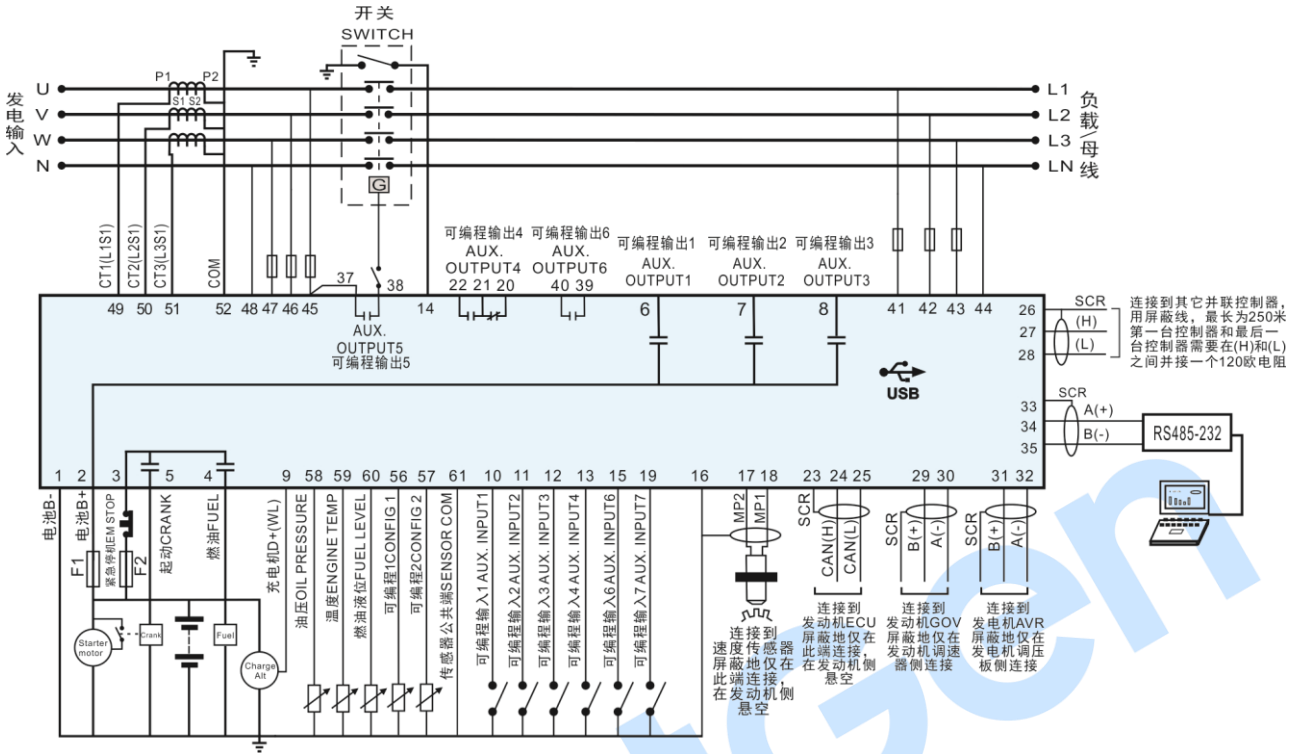 开关
SWITCH
P1 P2
S1 S2
发电输入
U
V
W
N
L1
L2
L3
LN
负载/母线
G
CT1(L1S1)
CT2(L2S1)
CT3(L3S1)
COM
可编程输出4
AUX.
OUTPUT4
可编程输出6
AUX.
OUTPUT6
可编程输出1
AUX.
OUTPUT1
可编程输出2
AUX.
OUTPUT2
可编程输出3
AUX.
OUTPUT3
37
38
22 21 20
40 39
49 50 51 52 48 47 46 45
14
6
7
8
41 42 43 44
AUX.
OUTPUT5
可编程输出5
USB
26
27
28
SCR
(H)
(L)
连接到其它并联控制器，
用屏蔽线，最长为250米
第一台控制器和最后一
台控制器需要在(H)和(L)
之间并接一个120欧电阻
33
34
35
SCR
A(+)
B(-)
RS485-232
1 2 3 5 4 9 58 59 60 56 57 61 10 11 12 13 15 19 16 17 18 23 24 25 29 30 31 32
电池B-
电池B+
紧急停机EM STOP
起动CRANK
燃油FUEL
充电机D+(WL)
油压OIL PRESSURE
温度ENGINE TEMP
燃油液位FUEL LEVEL
可编程1CONFIG 1
可编程2CONFIG 2
传感器公共端SENSOR COM
可编程输入1 AUX. INPUT1
可编程输入2 AUX. INPUT2
可编程输入3 AUX. INPUT3
可编程输入4 AUX. INPUT4
可编程输入6 AUX. INPUT6
可编程输入7 AUX. INPUT7
MP2
MP1
SCR
CAN(H)
CAN(L)
SCR
B(+)
A(-)
SCR
B(+)
A(-)
F1
F2
Starter
motor
Crank
Fuel
Charge
Alt
连接到
速度传感器
屏蔽地仅在
此端连接，
在发动机侧
悬空
连接到
发动机ECU
屏蔽地仅在
此端连接，
在发动机侧
悬空
连接到
发动机GOV
屏蔽地仅在
发动机调速
器侧连接
连接到
发电机AVR
屏蔽地仅在
发电机调压
板侧连接